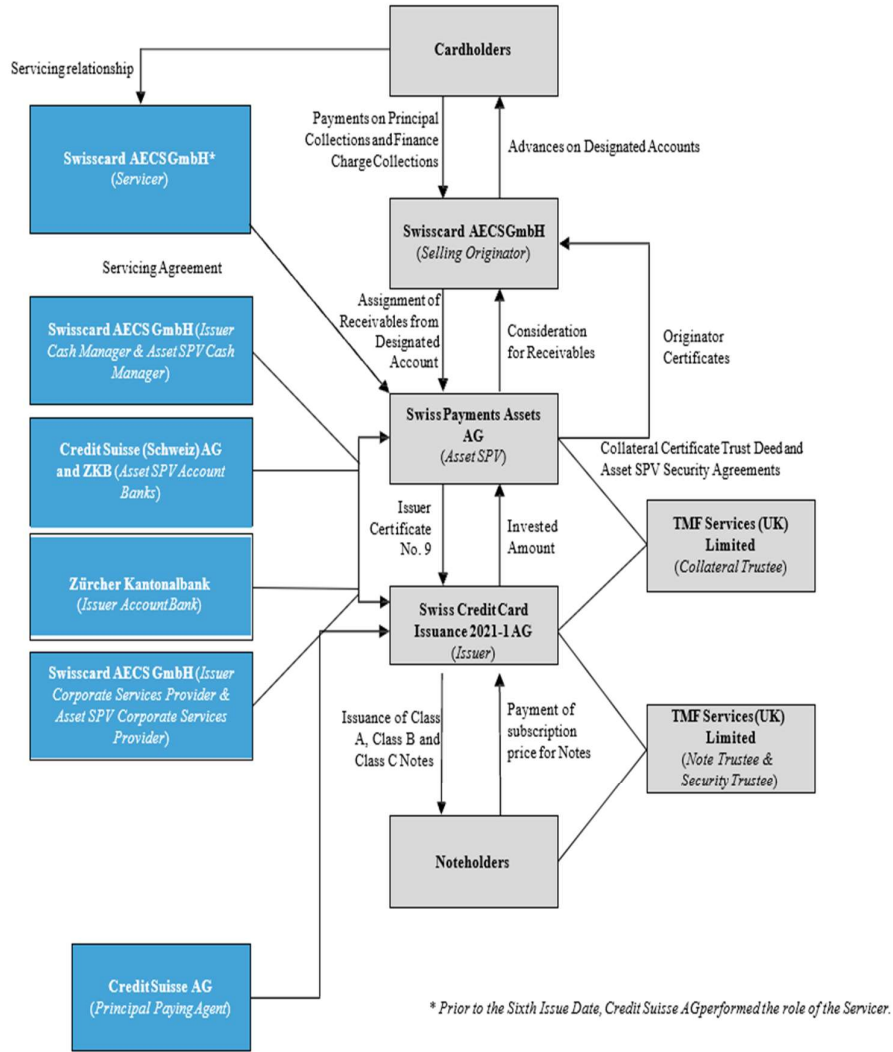 Cardholders
Servicing relationship
Payments on Principal
Collections and Finance
Charge Collections
Advances on Designated Accounts
Swisscard AECS GmbH*
(Servicer)
Swisscard AECS GmbH
(Selling Originator)
Servicing Agreement
Assignment of
Receivables from
Designated
Account
Consideration
for Receivables
Originator
Certificates
Swisscard AECS GmbH (Issuer
Cash Manager & Asset SPV Cash
Manager)
Swiss Payments Assets
AG
(Asset SPV)
Credit Suisse (Schweiz) AG
and ZKB (Asset SPV Account
Banks)
Collateral Certificate Trust Deed and
Asset SPV Security Agreements
Issuer
Certificate
No. 9
Invested
Amount
TMF Services (UK)
Limited
(Collateral Trustee)
Zürcher Kantonalbank
(Issuer Account Bank)
Swiss Credit Card
Issuance 2021-1 AG
(Issuer)
Swisscard AECS GmbH (Issuer
Corporate Services Provider &
Asset SPV Corporate Services
Provider)
Issuance of Class
A, Class B and
Class C Notes
Payment of
subscription
price for Notes
TMF Services (UK)
Limited
(Note Trustee &
Security Trustee)
Noteholders
Credit Suisse AG
(Principal Paying Agent)
* Prior to the Sixth Issue Date, Credit Suisse AG performed the role of the Servicer.